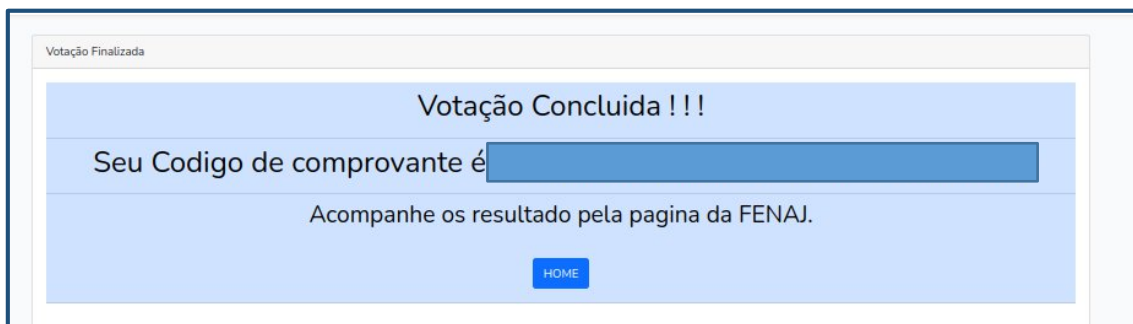 Votação Finalizada
Votação Concluida ! ! !
Seu Codigo de comprovante é
Acompanhe os resultado pela pagina da FENAJ.
HOME